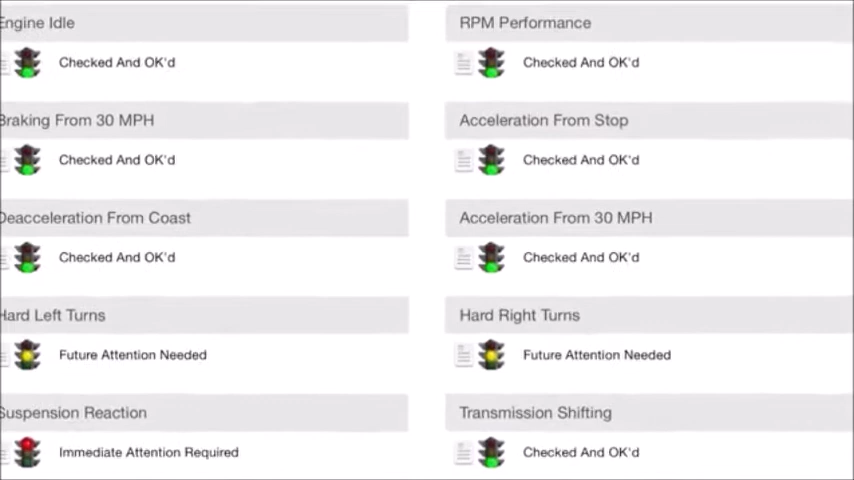 Engine Idle
RPM Performance
Checked And OK'd
Checked And OK'd
Braking From 30 MPH
Acceleration From Stop
Checked And OK'd
Checked And OK'd
Deacceleration From Coast
Acceleration From 30 MPH
Checked And OK'd
Checked And OK'd
Hard Left Turns
Hard Right Turns
Future Attention Needed
Future Attention Needed
Suspension Reaction
Transmission Shifting
Immediate Attention Required
Checked And OK'd